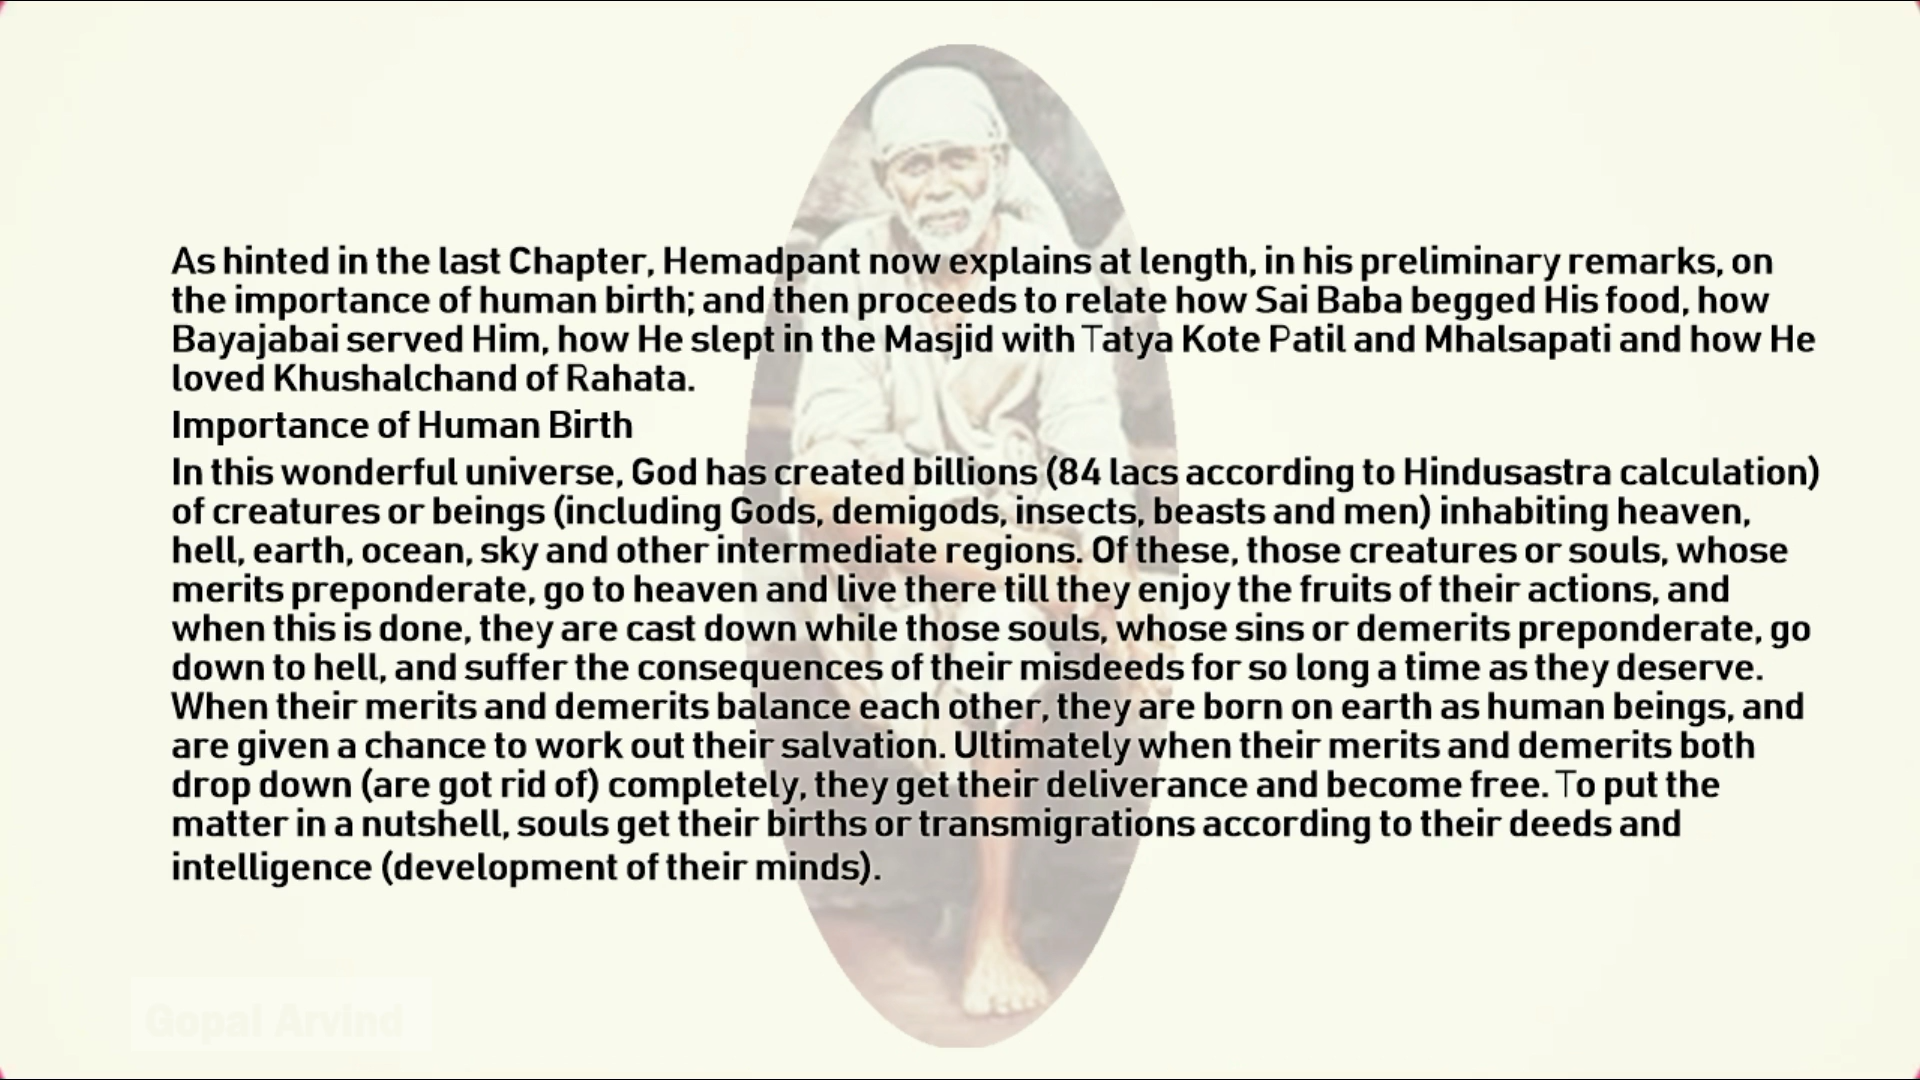 As hinted in the last Chapter, Hemadpant now explains at length, in his preliminary remarks, on
the importance of human birth; and then proceeds to relate how Sai Baba begged His food, how
Bayajabai served Him, how He slept in the Masjid with Tatya Kote Patil and Mhalsapati and how He
loved Khushalchand of Rahata.
Importance of Human Birth
In this wonderful universe, God has created billions (84 lacs according to Hindusastra calculation)
of creatures or beings (including Gods, demigods, insects, beasts and men) inhabiting heaven,
hell, earth, ocean, sky and other intermediate regions. Of these, those creatures or souls, whose
merits preponderate, go to heaven and live there till they enjoy the fruits of their actions, and
when this is done, they are cast down while those souls, whose sins or demerits preponderate, go
down to hell, and suffer the consequences of their misdeeds for so long a time as they deserve.
When their merits and demerits balance each other, they are born on earth as human beings, and
are given a chance to work out their salvation. Ultimately when their merits and demerits both
drop down (are got rid of) completely, they get their deliverance and become free. To put the
matter in a nutshell, souls get their births or transmigrations according to their deeds and
intelligence (development of their minds).
Gopal Arvind